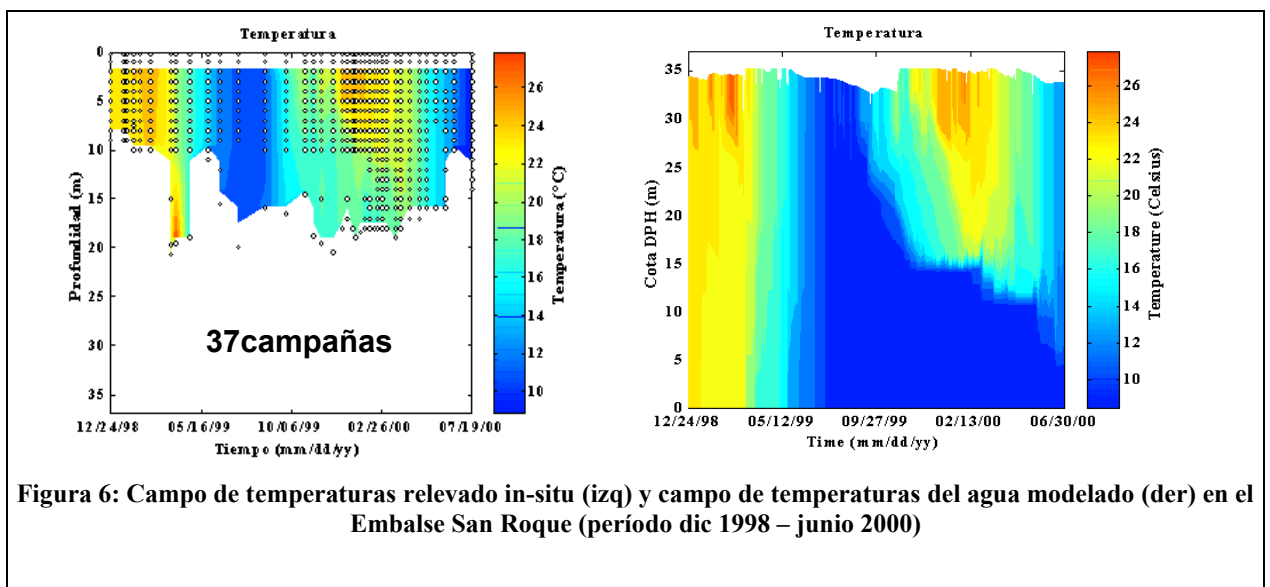 Temperatura
0
5
10
15
20
25
30
35
Profundidad (m)
37campañas
12/24/98 05/16/99 10/06/99 02/26/00 07/19/00
Tiempo (mm/dd/yy)
26
24
22
20
18
16
14
12
10
Temperatura (°C)
Temperatura
35
30
25
20
15
10
5
0
Cota DPH (m)
12/24/98 05/12/99 09/27/99 02/13/00 06/30/00
Time (mm/dd/yy)
26
24
22
20
18
16
14
12
10
Temperature (Celsius)
Figura 6: Campo de temperaturas relevado in-situ (izq) y campo de temperaturas del agua modelado (der) en el
Embalse San Roque (período dic 1998 – junio 2000)